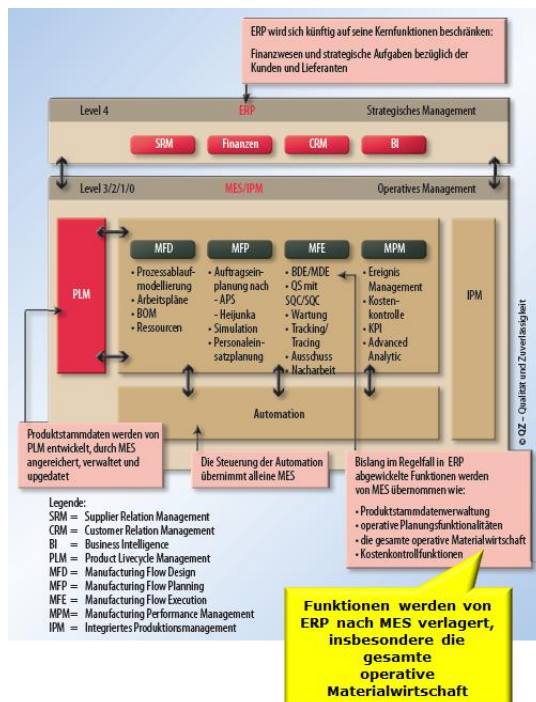 ERP wird sich künftig auf seine Kernfunktionen beschränken:
Finanzwesen und strategische Aufgaben bezüglich der
Kunden und Lieferanten
Level 4 ERP Strategisches Management
SRM Finanzen CRM BI
Level 3/2/1/0 MES/IPM Operatives Management
PLM
MFD
• Prozessablauf-
modellierung
• Arbeitspläne
• BOM
• Ressourcen
MFP
• Auftragsein-
planung nach
- APS
- Heijunka
• Simulation
• Personalein-
satzplanung
MFE
• BDE/MDE
• QS mit
SQC/SQC
• Wartung
• Tracking/
Tracing
• Ausschuss
• Nacharbeit
MPM
• Ereignis
Management
• Kosten-
kontrolle
• KPI
• Advanced
Analytic
IPM
Automation
© QZ – Qualität und Zuverlässigkeit
Produktstammdaten werden von
PLM entwickelt, durch MES
angereichert, verwaltet und
upgedatet
Die Steuerung der Automation
übernimmt alleine MES
Bislang im Regelfall in ERP
abgewickelte Funktionen werden
von MES übernommen wie:
• Produktstammdatenverwaltung
• operative Planungsfunktionalitäten
• die gesamte operative Materialwirtschaft
• Kostenkontrollfunktionen
Legende:
SRM = Supplier Relation Management
CRM = Customer Relation Management
BI = Business Intelligence
PLM = Product Livecycle Management
MFD = Manufacturing Flow Design
MFP = Manufacturing Flow Planning
MFE = Manufacturing Flow Execution
MPM= Manufacturing Performance Management
IPM = Integriertes Produktionsmanagement
Funktionen werden von
ERP nach MES verlagert,
insbesondere die
gesamte
operative
Materialwirtschaft